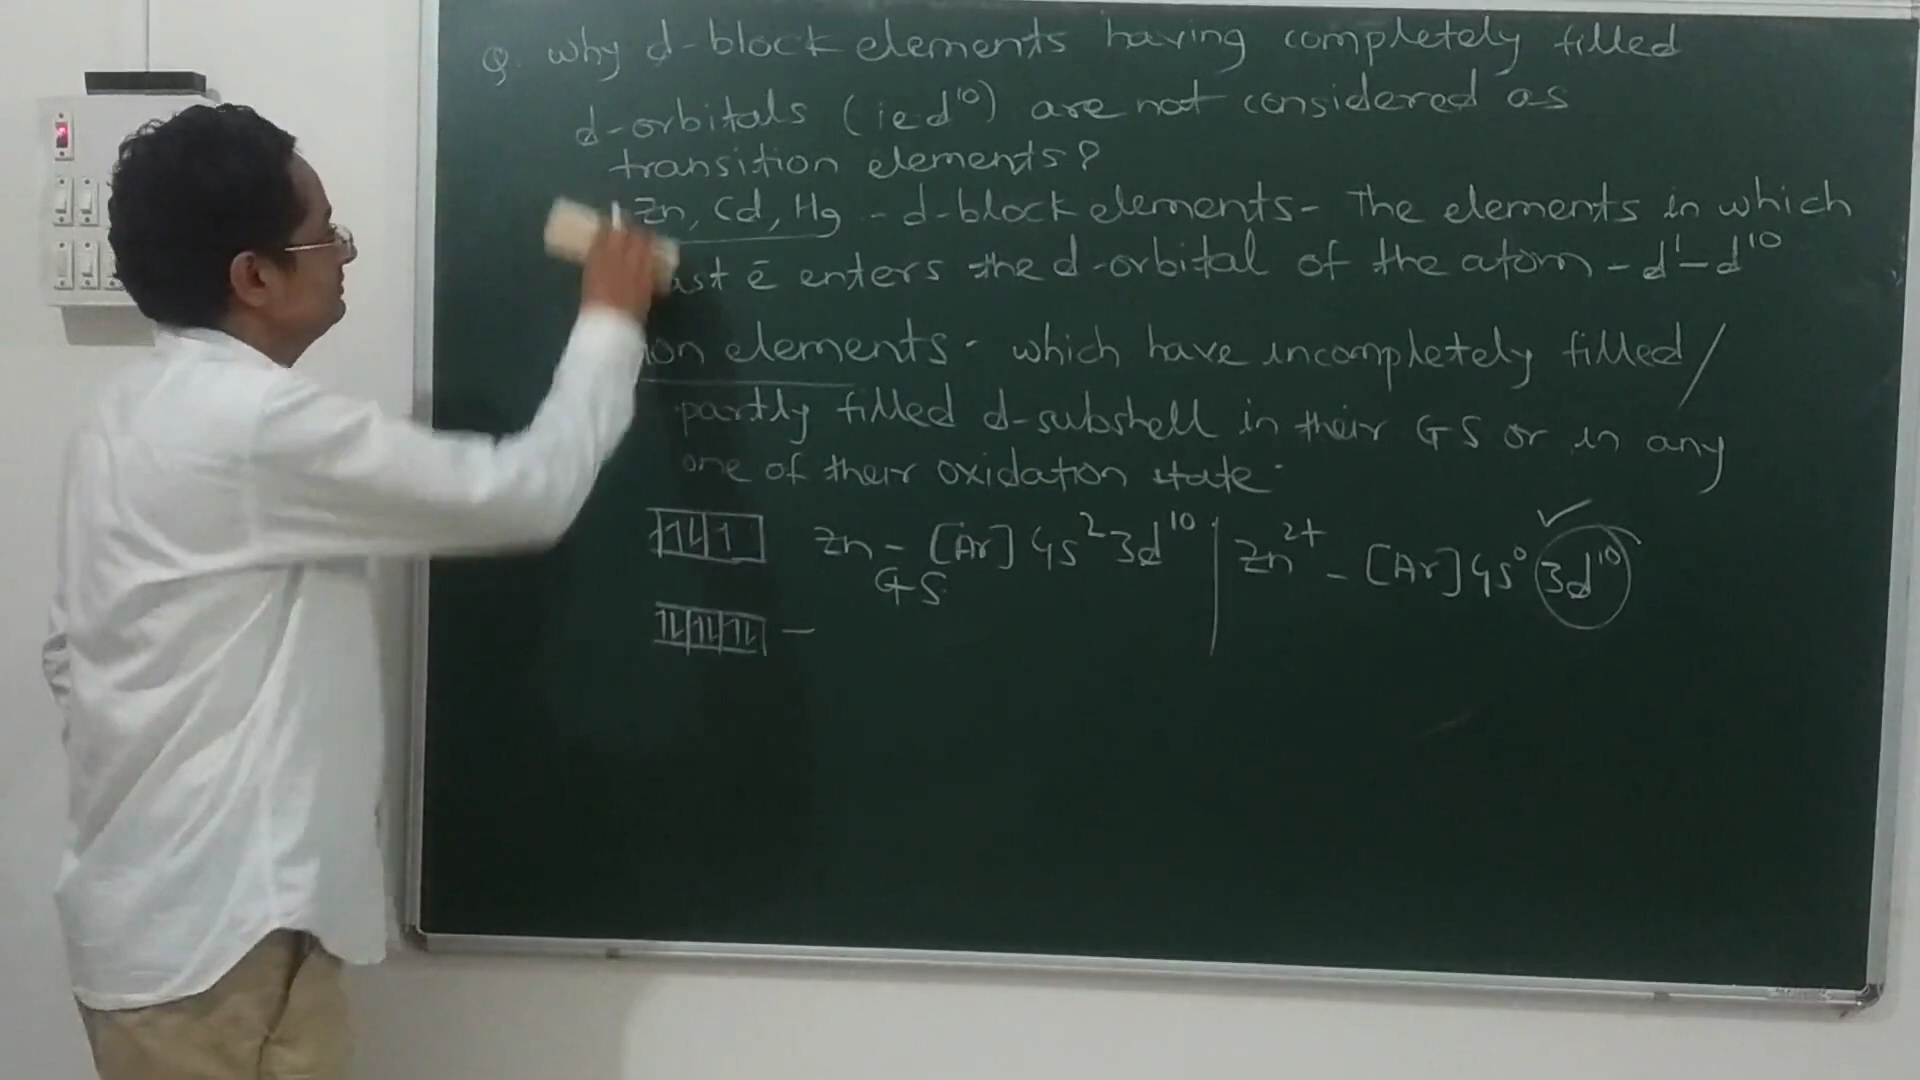 Q. Why d-block elements having completely filled
d-orbitals (ie d¹⁰) are not considered as
transition elements?
Zn, Cd, Hg - d-block elements - The elements in which
ē enters the d-orbital of the atom - d¹-d¹⁰
elements - which have incompletely filled/
partly filled d-subshell in their GS or in any
one of their oxidation state.
Zn - [Ar] 4s² 3d¹⁰ | Zn²⁺ - [Ar] 4s⁰ 3d¹⁰
GS